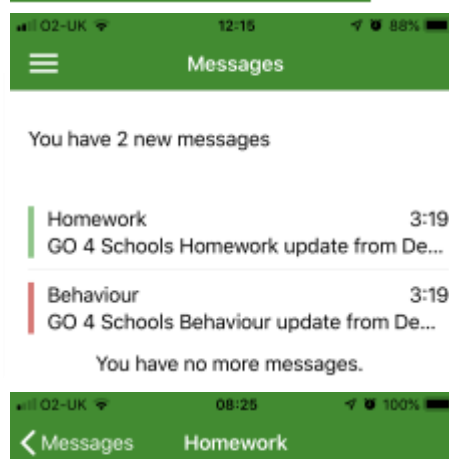 O2-UK 12:15 88%
Messages
You have 2 new messages
Homework 3:19
GO 4 Schools Homework update from De...
Behaviour 3:19
GO 4 Schools Behaviour update from De...
You have no more messages.
O2-UK 08:25 100%
Messages Homework